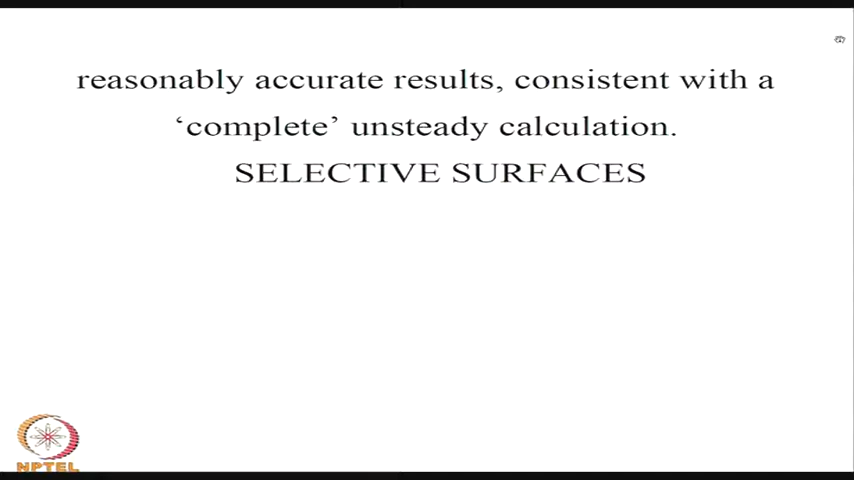 reasonably accurate results, consistent with a
‘complete’ unsteady calculation.
SELECTIVE SURFACES
NPTEL